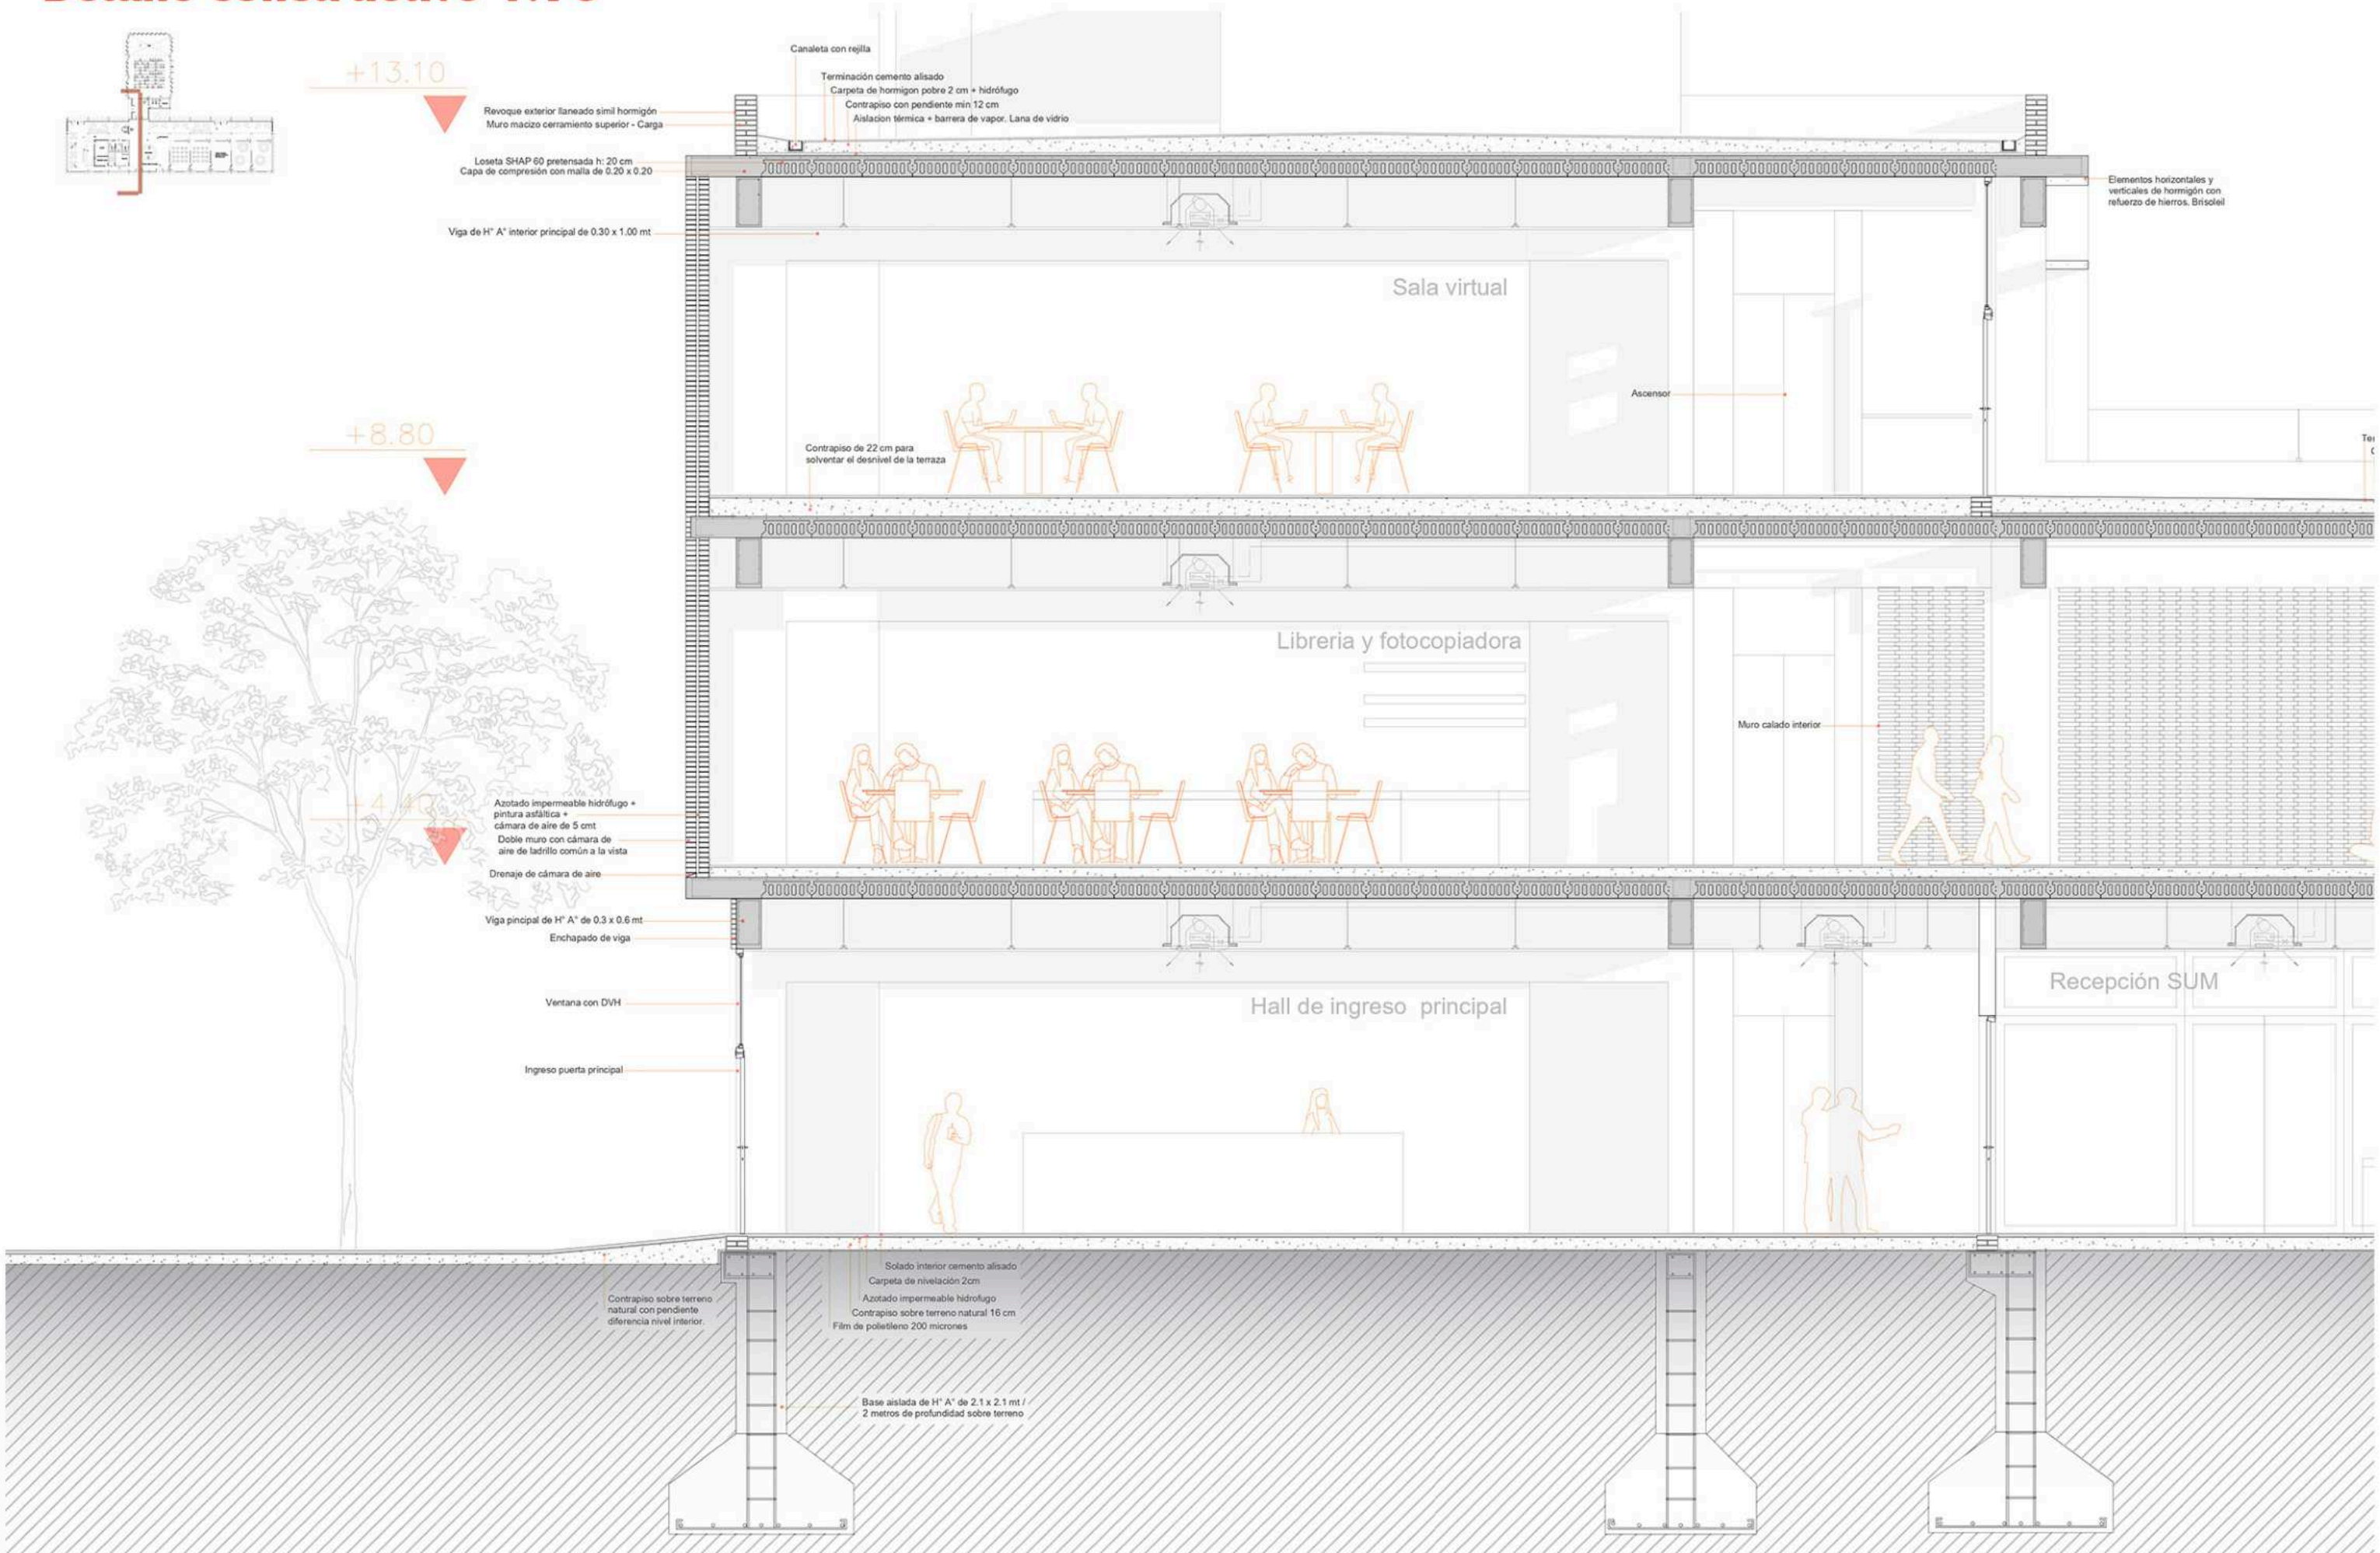 +13.10
Canaleta con rejilla
Terminación cemento alisado
Carpeta de hormigon pobre 2 cm + hidrófugo
Contrapiso con pendiente min 12 cm
Aislacion térmica + barrera de vapor. Lana de vidrio
Revoque exterior llaneado simil hormigón
Muro macizo cerramiento superior - Carga
Loseta SHAP 60 pretensada h: 20 cm
Capa de compresión con malla de 0.20 x 0.20
Elementos horizontales y
verticales de hormigón con
refuerzo de hierros. Brisoleil
Viga de H° A° interior principal de 0.30 x 1.00 mt
Sala virtual
Ascensor
+8.80
Contrapiso de 22 cm para
solventar el desnivel de la terraza
Libreria y fotocopiadora
Muro calado interior
+4.40
Azotado impermeable hidrófugo +
pintura asfáltica +
cámara de aire de 5 cmt
Doble muro con cámara de
aire de ladrillo común a la vista
Drenaje de cámara de aire
Viga pincipal de H° A° de 0.3 x 0.6 mt
Enchapado de viga
Ventana con DVH
Hall de ingreso principal
Recepción SUM
Ingreso puerta principal
Solado interior cemento alisado
Carpeta de nivelación 2cm
Azotado impermeable hidrofugo
Contrapiso sobre terreno natural 16 cm
Film de polietileno 200 micrones
Contrapiso sobre terreno
natural con pendiente
diferencia nivel interior.
Base aislada de H° A° de 2.1 x 2.1 mt /
2 metros de profundidad sobre terreno